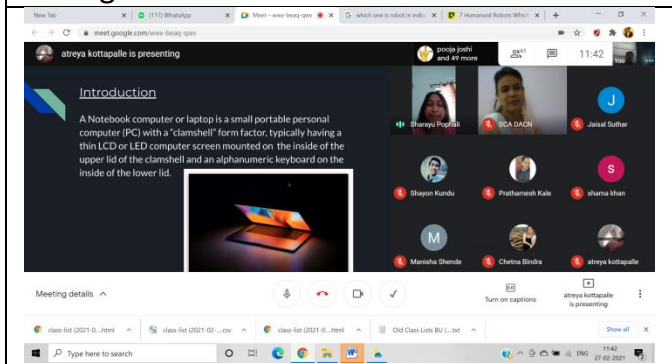 New Tab
(117) WhatsApp
Meet – wwx-beaq-qwv
which one is robot in india
7 Humanoid Robots Which
meet.google.com/wwx-beaq-qwv
atreya kottapalle is presenting
pooja joshi
and 49 more
11:42
You
Introduction
A Notebook computer or laptop is a small portable personal
computer (PC) with a "clamshell" form factor, typically having a
thin LCD or LED computer screen mounted on the inside of the
upper lid of the clamshell and an alphanumeric keyboard on the
inside of the lower lid.
Sharayu Pophali
BCA DACN
J
Jaisal Suthar
Shayon Kundu
Prathamesh Kale
S
shama khan
M
Manisha Shende
Chetna Bindra
atreya kottapalle
Meeting details
Turn on captions
atreya kottapalle
is presenting
class-list (2021-0...html
class-list (2021-02-....csv
class-list (2021-0...html
Old Class Lists BU (....txt
Show all
Type here to search
ENG
11:42
27-02-2021